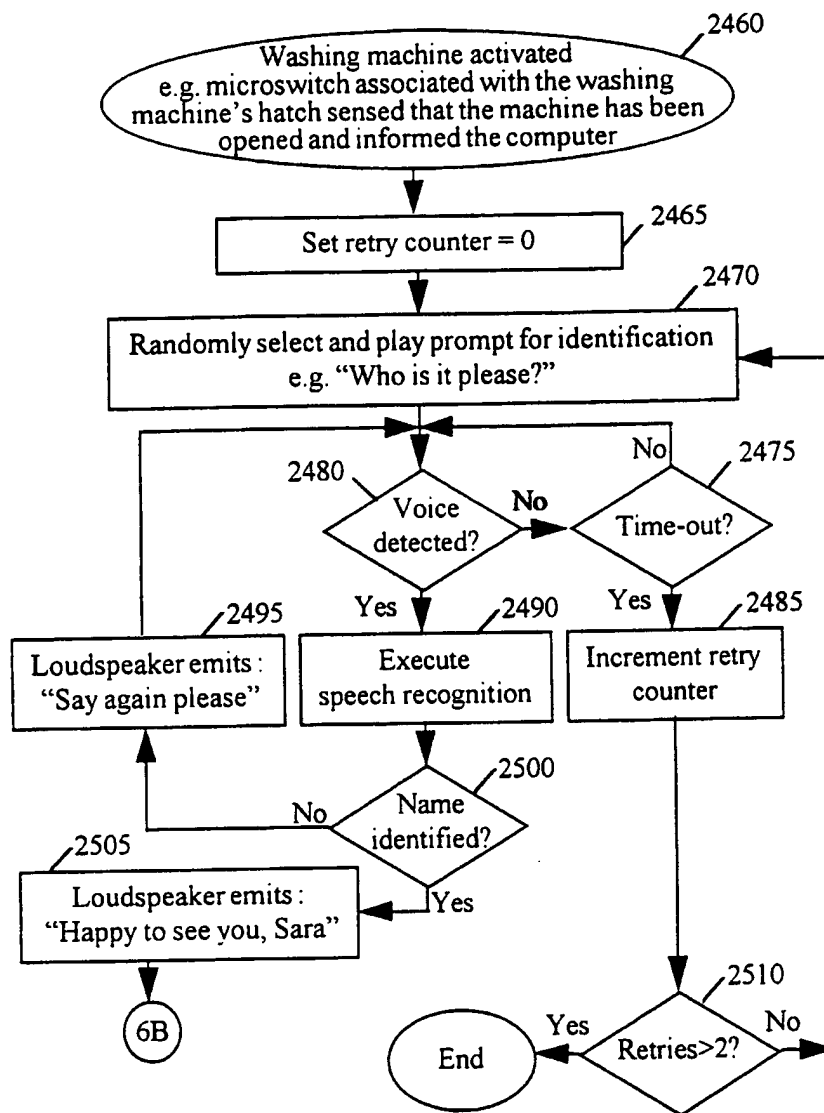 2460
Washing machine activated
e.g. microswitch associated with the washing
machine's hatch sensed that the machine has been
opened and informed the computer
2465
Set retry counter = 0
2470
Randomly select and play prompt for identification
e.g. “Who is it please?”
No
2475
2480
Voice
detected?
No
Time-out?
Yes
2490
Yes
2485
2495
Loudspeaker emits :
“Say again please”
Execute
speech recognition
Increment retry
counter
2500
No
Name
identified?
2505
Yes
Loudspeaker emits :
“Happy to see you, Sara”
6B
2510
End
Yes
Retries>2?
No